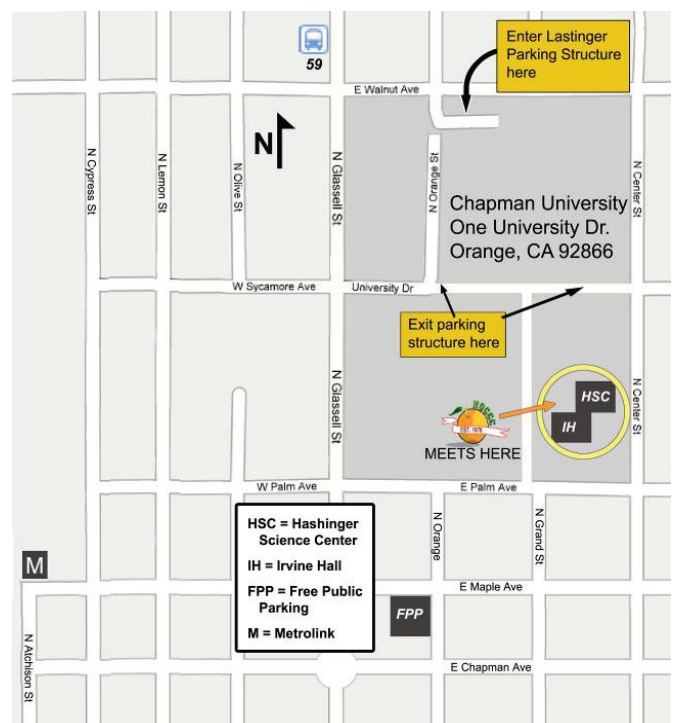 Enter Lastinger
Parking Structure
here
59
E Walnut Ave
N
N Cypress St
N Lemon St
N Olive St
N Glassell St
N Orange St
N Center St
Chapman University
One University Dr.
Orange, CA 92866
W Sycamore Ave
University Dr
Exit parking
structure here
N Glassell St
N Center St
HSC
IH
EST. 1976
MEETS HERE
W Palm Ave
E Palm Ave
HSC = Hashinger
Science Center
IH = Irvine Hall
FPP = Free Public
Parking
M = Metrolink
N Orange
N Grand St
M
E Maple Ave
FPP
N Atchison St
E Chapman Ave